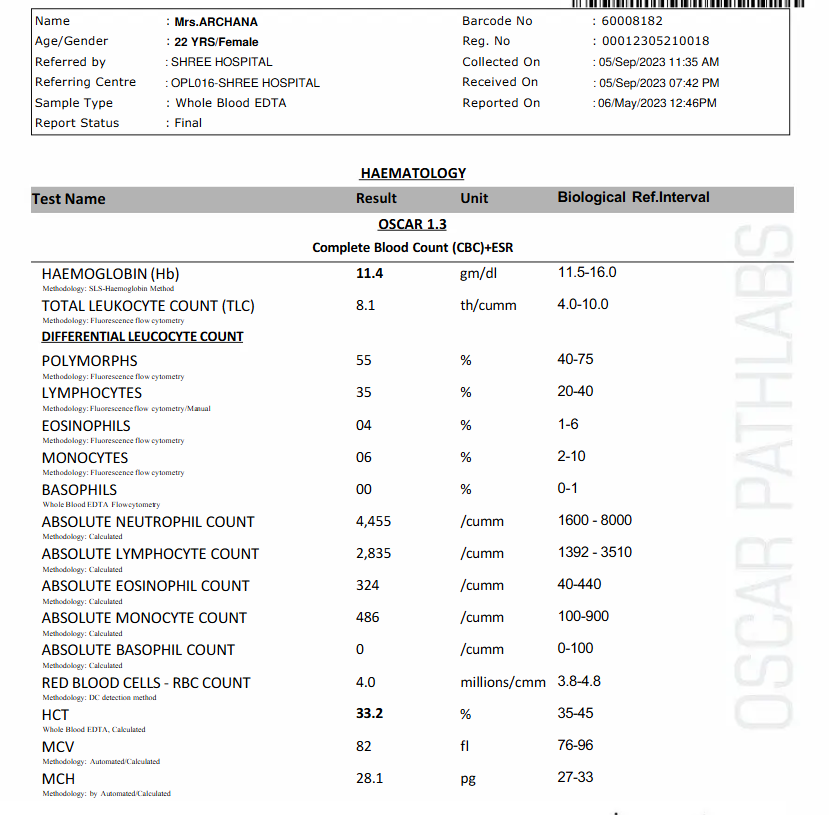 Name : Mrs.ARCHANA Barcode No : 60008182
Age/Gender : 22 YRS/Female Reg. No : 00012305210018
Referred by : SHREE HOSPITAL Collected On : 05/Sep/2023 11:35 AM
Referring Centre : OPL016-SHREE HOSPITAL Received On : 05/Sep/2023 07:42 PM
Sample Type : Whole Blood EDTA Reported On : 06/May/2023 12:46PM
Report Status : Final
HAEMATOLOGY
Test Name Result Unit Biological Ref.Interval
OSCAR 1.3
Complete Blood Count (CBC)+ESR
HAEMOGLOBIN (Hb) 11.4 gm/dl 11.5-16.0
Methodology: SLS-Haemoglobin Method
TOTAL LEUKOCYTE COUNT (TLC) 8.1 th/cumm 4.0-10.0
Methodology: Fluorescence flow cytometry
DIFFERENTIAL LEUCOCYTE COUNT
POLYMORPHS 55 % 40-75
Methodology: Fluorescence flow cytometry
LYMPHOCYTES 35 % 20-40
Methodology: Fluorescence flow cytometry/Manual
EOSINOPHILS 04 % 1-6
Methodology: Fluorescence flow cytometry
MONOCYTES 06 % 2-10
Methodology: Fluorescence flow cytometry
BASOPHILS 00 % 0-1
Whole Blood EDTA Flowcytometry
ABSOLUTE NEUTROPHIL COUNT 4,455 /cumm 1600 - 8000
Methodology: Calculated
ABSOLUTE LYMPHOCYTE COUNT 2,835 /cumm 1392 - 3510
Methodology: Calculated
ABSOLUTE EOSINOPHIL COUNT 324 /cumm 40-440
Methodology: Calculated
ABSOLUTE MONOCYTE COUNT 486 /cumm 100-900
Methodology: Calculated
ABSOLUTE BASOPHIL COUNT 0 /cumm 0-100
Methodology: Calculated
RED BLOOD CELLS - RBC COUNT 4.0 millions/cmm 3.8-4.8
Methodology: DC detection method
HCT 33.2 % 35-45
Whole Blood EDTA, Calculated
MCV 82 fl 76-96
Methodology: Automated/Calculated
MCH 28.1 pg 27-33
Methodology: by Automated/Calculated
OSCAR PATHLABS